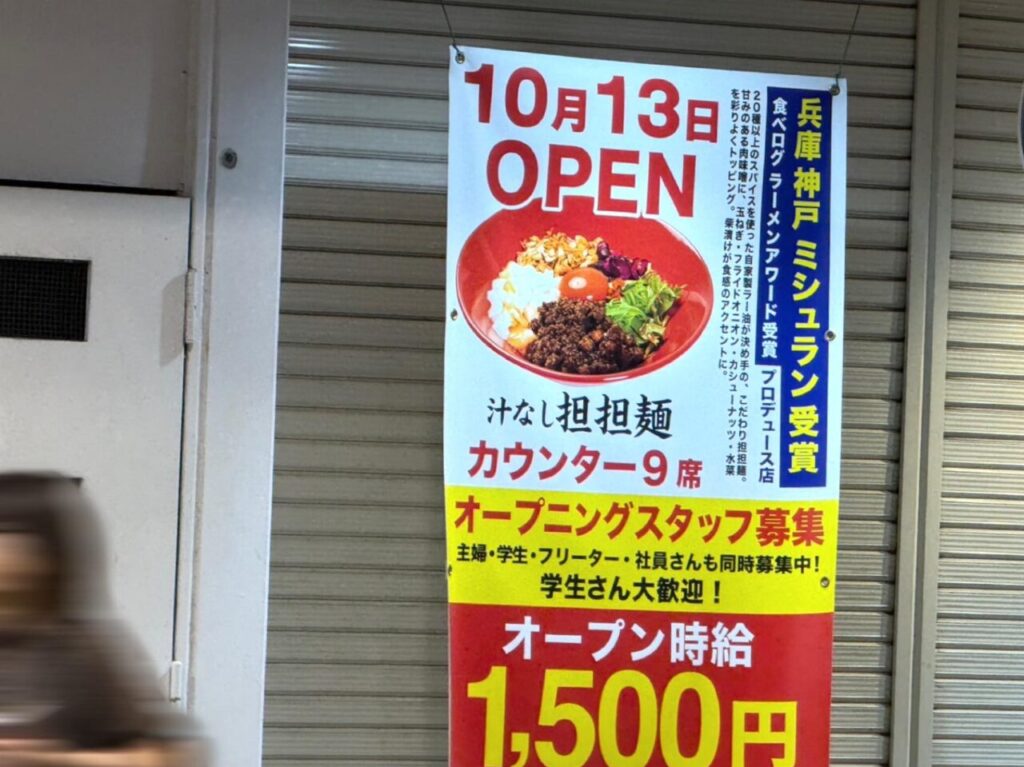 10月13日
OPEN
兵庫 神戸 ミシュラン 受賞
食べログ ラーメンアワード 受賞 プロデュース店
20種以上のスパイスを使った自家製ラー油が決め手の、こだわり担担麺。
甘みのある肉味噌に、玉ねぎ・フライドオニオン・カシューナッツ・水菜
を彩りよくトッピング。柴漬けが食感のアクセントに。
汁なし担担麺
カウンター9席
オープニングスタッフ募集
主婦・学生・フリーター・社員さんも同時募集中!
学生さん大歓迎!
オープン時給
1,500円